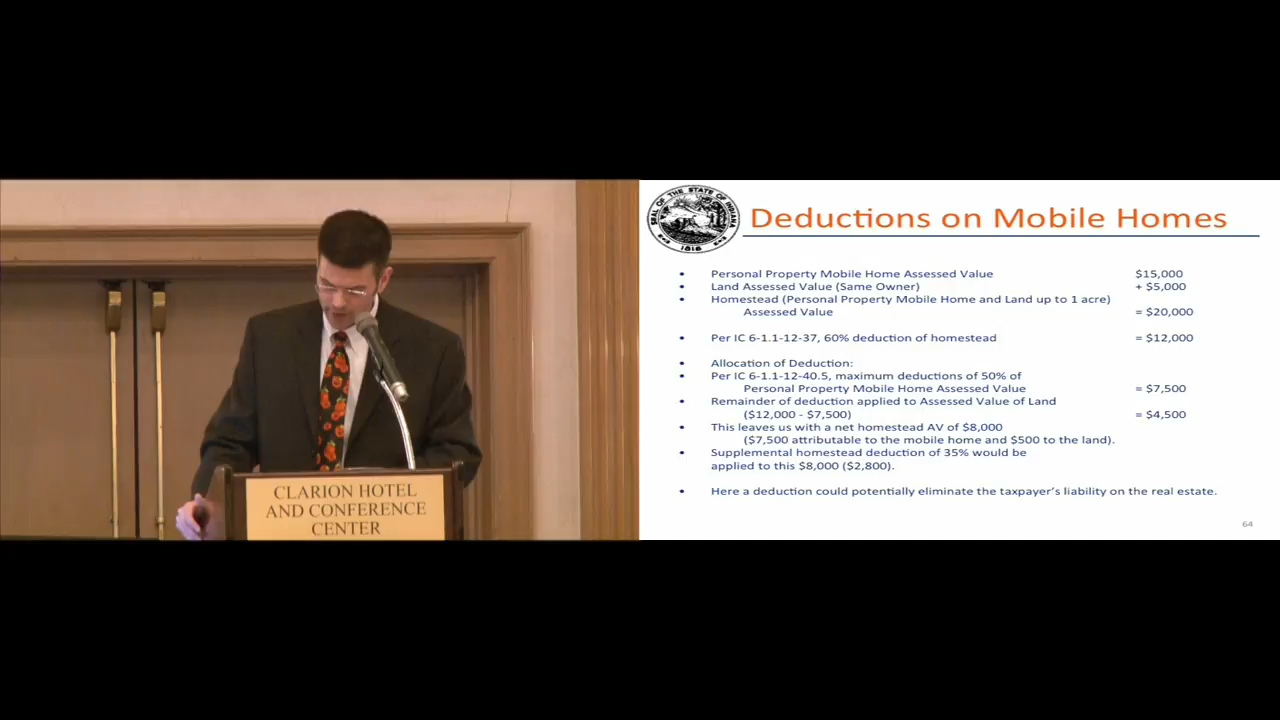 CLARION HOTEL
AND CONFERENCE
CENTER
SEAL OF THE STATE OF INDIANA
1816
Deductions on Mobile Homes
• Personal Property Mobile Home Assessed Value $15,000
• Land Assessed Value (Same Owner) + $5,000
• Homestead (Personal Property Mobile Home and Land up to 1 acre)
Assessed Value = $20,000
• Per IC 6-1.1-12-37, 60% deduction of homestead = $12,000
• Allocation of Deduction:
• Per IC 6-1.1-12-40.5, maximum deductions of 50% of
Personal Property Mobile Home Assessed Value = $7,500
• Remainder of deduction applied to Assessed Value of Land
($12,000 - $7,500) = $4,500
• This leaves us with a net homestead AV of $8,000
($7,500 attributable to the mobile home and $500 to the land).
• Supplemental homestead deduction of 35% would be
applied to this $8,000 ($2,800).
• Here a deduction could potentially eliminate the taxpayer's liability on the real estate.
64